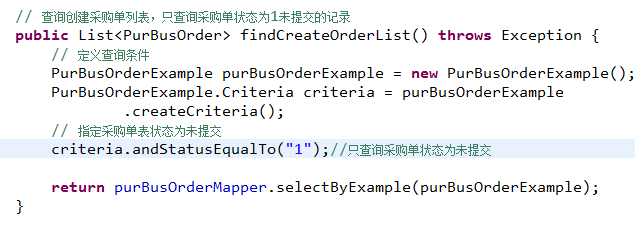 // 查询创建采购单列表，只查询采购单状态为1未提交的记录
public List<PurBusOrder> findCreateOrderList() throws Exception {
// 定义查询条件
PurBusOrderExample purBusOrderExample = new PurBusOrderExample();
PurBusOrderExample.Criteria criteria = purBusOrderExample
.createCriteria();
// 指定采购单表状态为未提交
criteria.andStatusEqualTo("1");//只查询采购单状态为未提交
return purBusOrderMapper.selectByExample(purBusOrderExample);
}